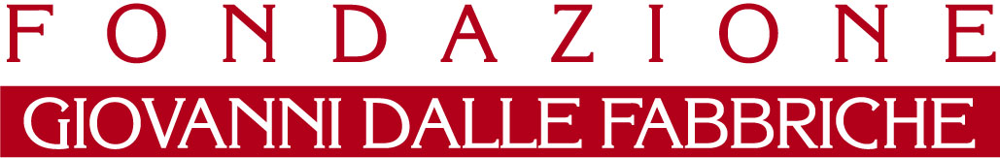 FONDAZIONE
GIOVANNI DALLE FABBRICHE